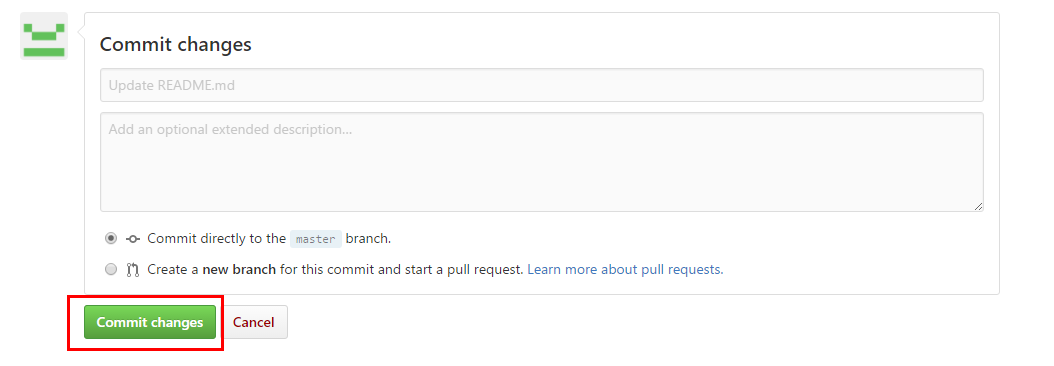 Commit changes
Update README.md
Add an optional extended description...
Commit directly to the master branch.
Create a new branch for this commit and start a pull request. Learn more about pull requests.
Commit changes Cancel